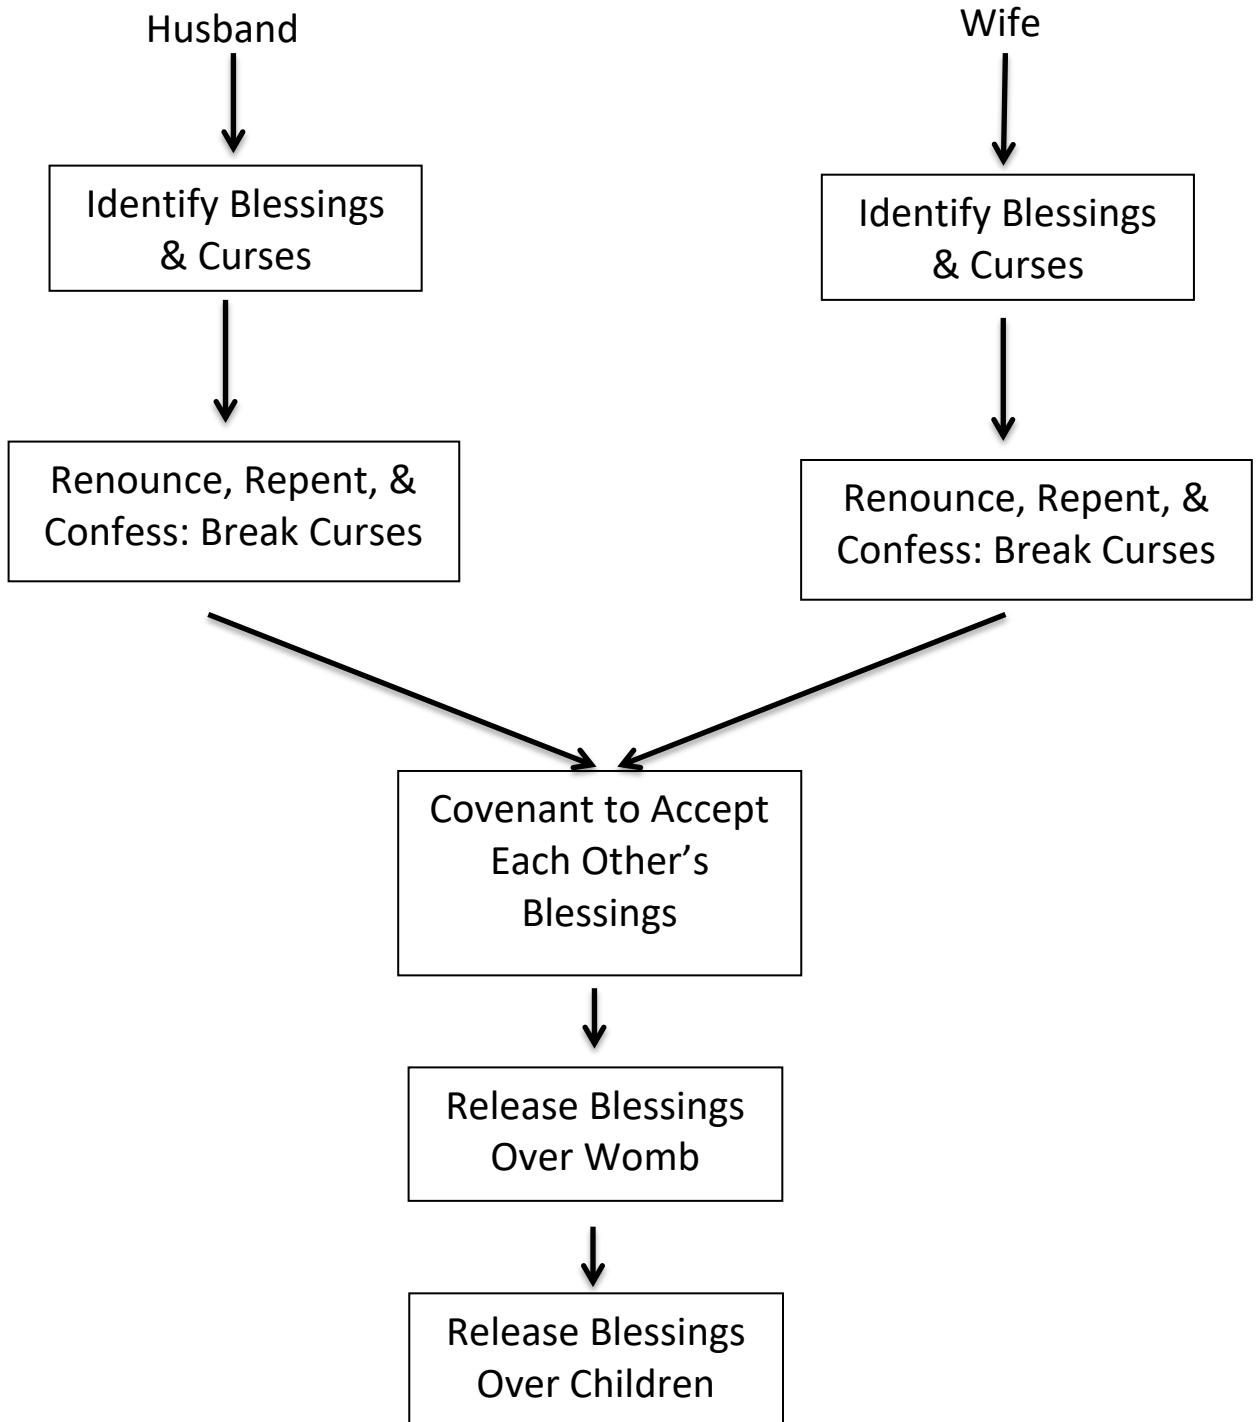 Husband
Wife
Identify Blessings
& Curses
Identify Blessings
& Curses
Renounce, Repent, &
Confess: Break Curses
Renounce, Repent, &
Confess: Break Curses
Covenant to Accept
Each Other’s
Blessings
Release Blessings
Over Womb
Release Blessings
Over Children